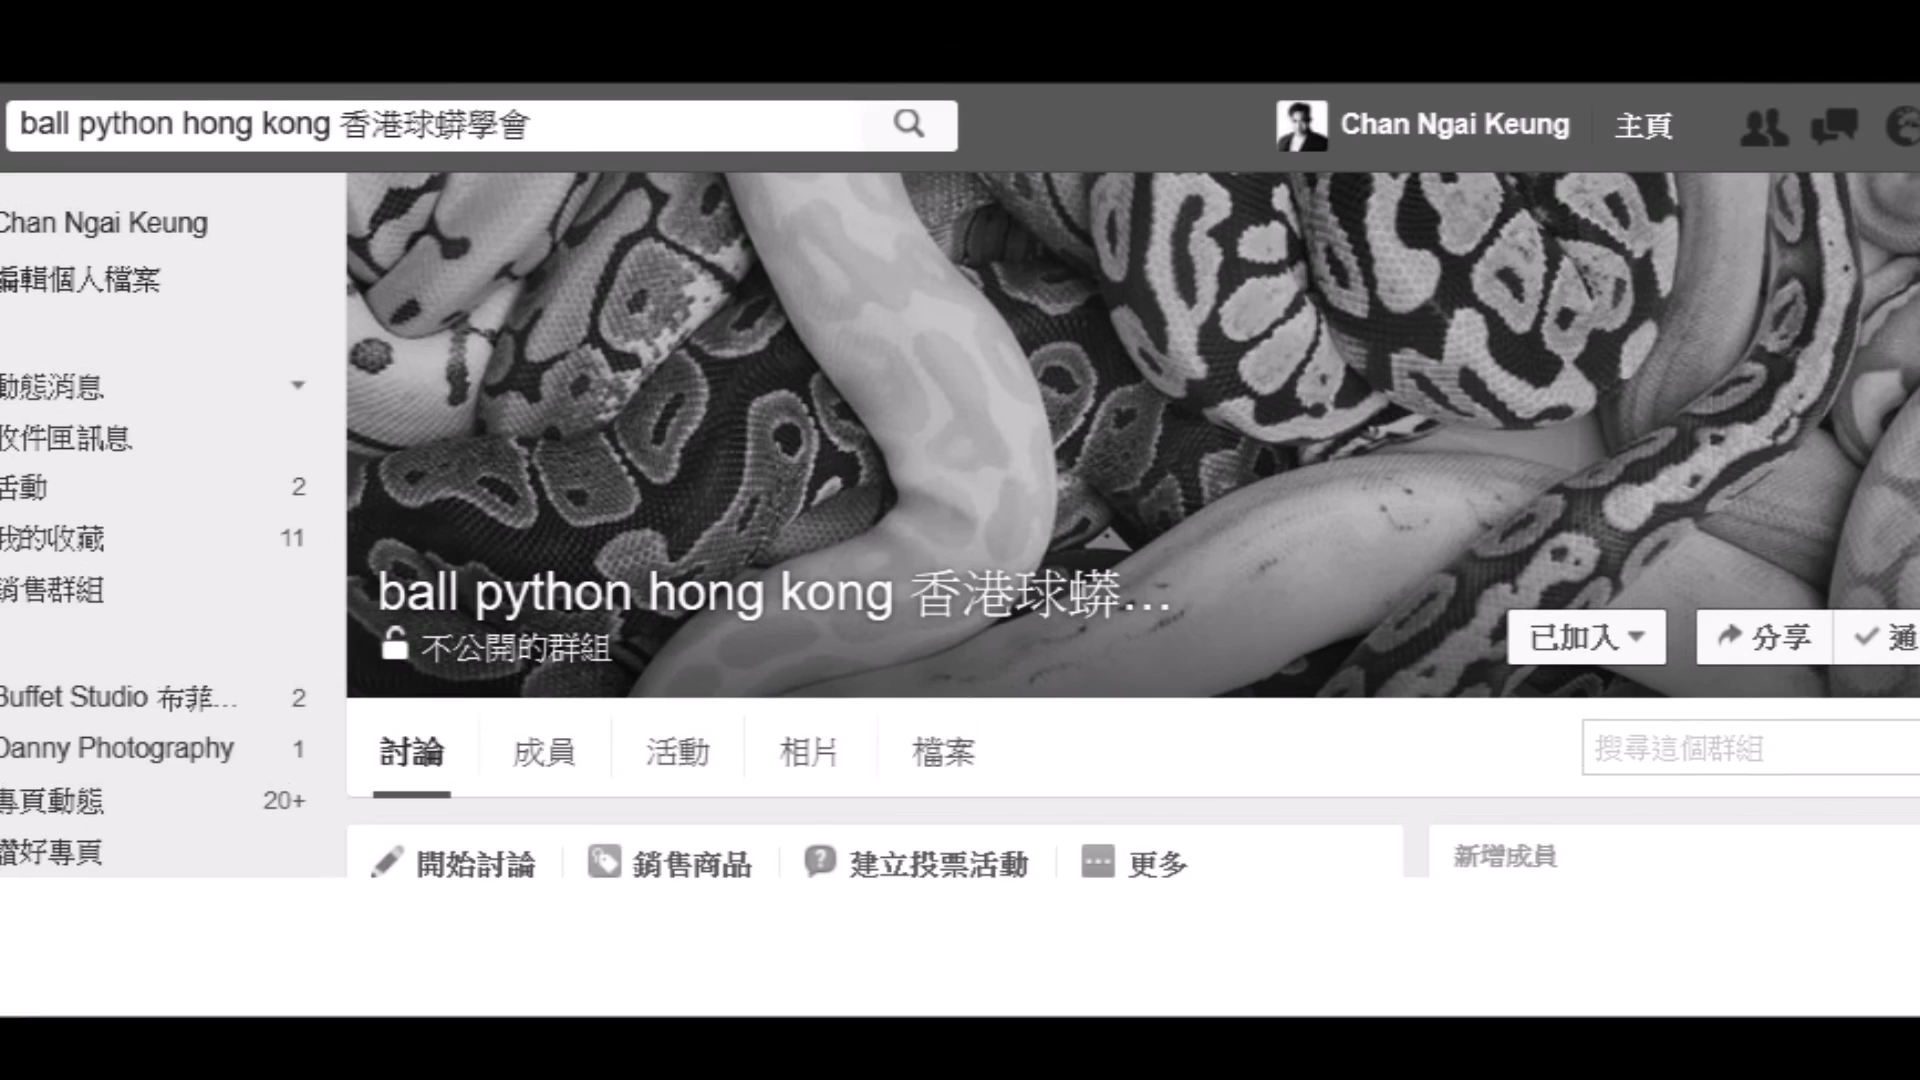 ball python hong kong 香港球蟒學會
Chan Ngai Keung 主頁
Chan Ngai Keung
編輯個人檔案
動態消息
收件匣訊息
活動 2
我的收藏 11
銷售群組
Buffet Studio 布菲... 2
Danny Photography 1
專頁動態 20+
讚好專頁
ball python hong kong 香港球蟒...
不公開的群組
已加入 分享 通
討論 成員 活動 相片 檔案
搜尋這個群組
開始討論 銷售商品 建立投票活動 更多
新增成員